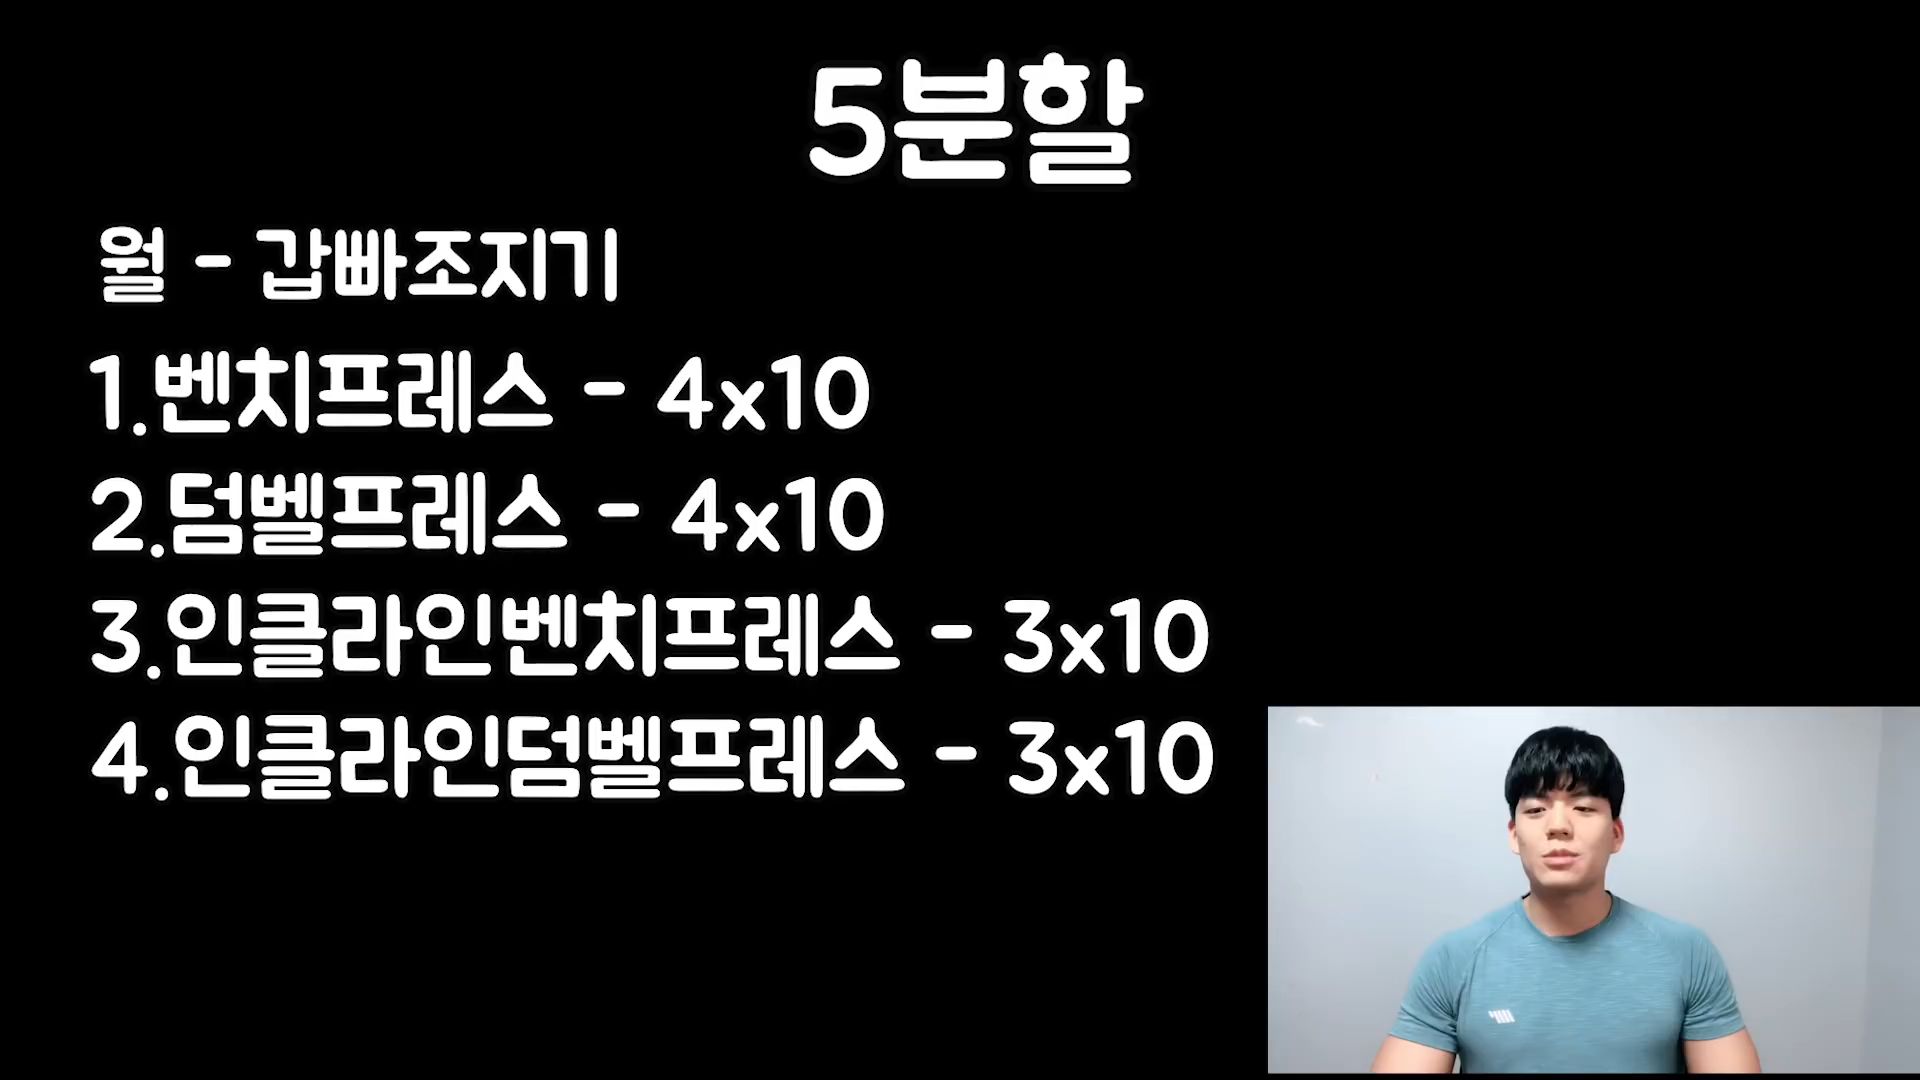 5분할
월 - 갑빠조지기
1.벤치프레스 - 4x10
2.덤벨프레스 - 4x10
3.인클라인벤치프레스 - 3x10
4.인클라인덤벨프레스 - 3x10